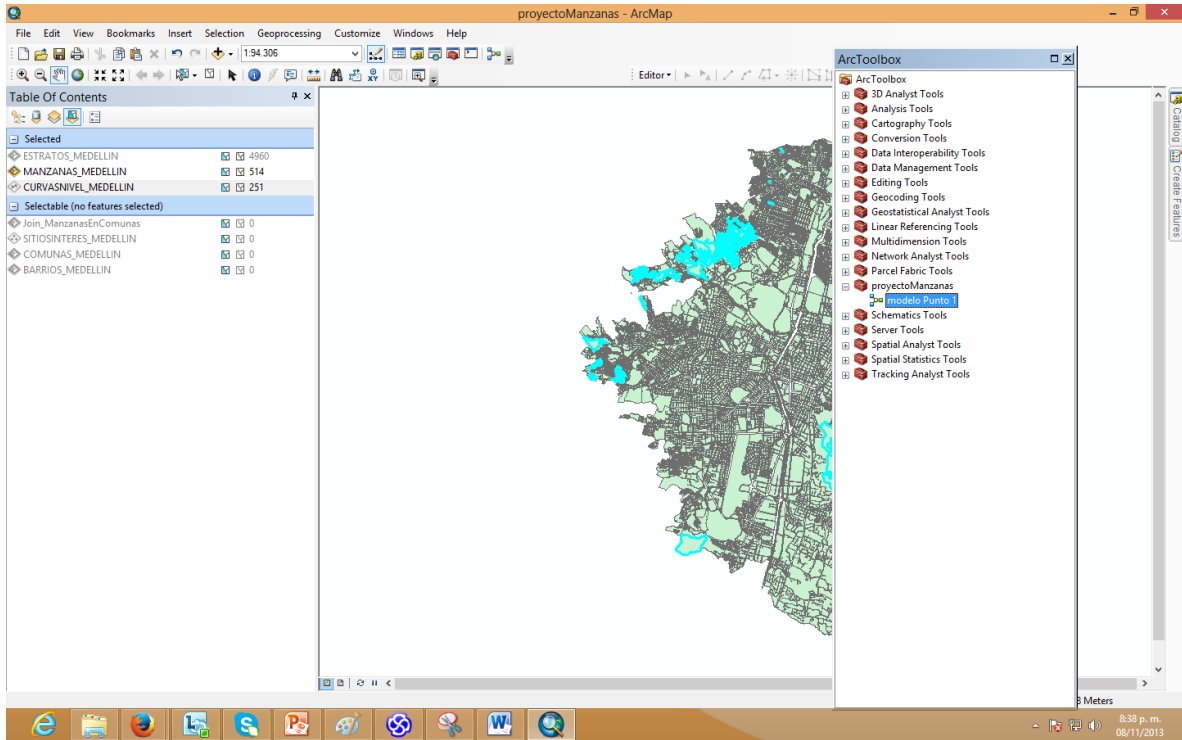 proyectoManzanas - ArcMap
File Edit View Bookmarks Insert Selection Geoprocessing Customize Windows Help
1:94.306
Editor
Table Of Contents
Selected
ESTRATOS_MEDELLIN 4960
MANZANAS_MEDELLIN 514
CURVASNIVEL_MEDELLIN 251
Selectable (no features selected)
Join_ManzanasEnComunas 0
SITIOSINTERES_MEDELLIN 0
COMUNAS_MEDELLIN 0
BARRIOS_MEDELLIN 0
ArcToolbox
ArcToolbox
3D Analyst Tools
Analysis Tools
Cartography Tools
Conversion Tools
Data Interoperability Tools
Data Management Tools
Editing Tools
Geocoding Tools
Geostatistical Analyst Tools
Linear Referencing Tools
Multidimension Tools
Network Analyst Tools
Parcel Fabric Tools
proyectoManzanas
modelo Punto 1
Schematics Tools
Server Tools
Spatial Analyst Tools
Spatial Statistics Tools
Tracking Analyst Tools
Catalog
Create Features
Meters
8:38 p. m.
08/11/2013